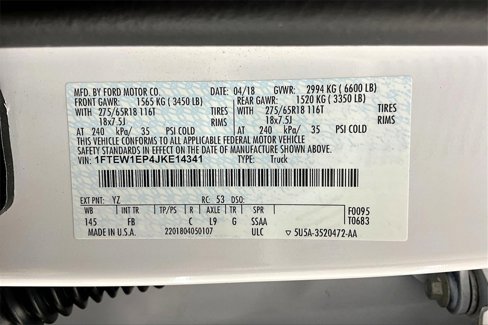 MFD. BY FORD MOTOR CO. DATE: 04/18 GVWR: 2994 KG ( 6600 LB)
FRONT GAWR: 1565 KG ( 3450 LB) REAR GAWR: 1520 KG ( 3350 LB)
WITH 275/65R18 116T TIRES WITH 275/65R18 116T TIRES
18x7.5J RIMS 18x7.5J RIMS
AT 240 kPa/ 35 PSI COLD AT 240 kPa/ 35 PSI COLD
THIS VEHICLE CONFORMS TO ALL APPLICABLE FEDERAL MOTOR VEHICLE
SAFETY STANDARDS IN EFFECT ON THE DATE OF MANUFACTURE SHOWN ABOVE.
VIN: 1FTEW1EP4JKE14341 TYPE: Truck
EXT PNT: YZ RC: 53 DSO:
WB INT TR TP/PS R AXLE TR SPR F0095
145 FB C L9 G SSAA T0683
MADE IN U.S.A. 2201804050107 ULC ▽ 5U5A-3520472-AA